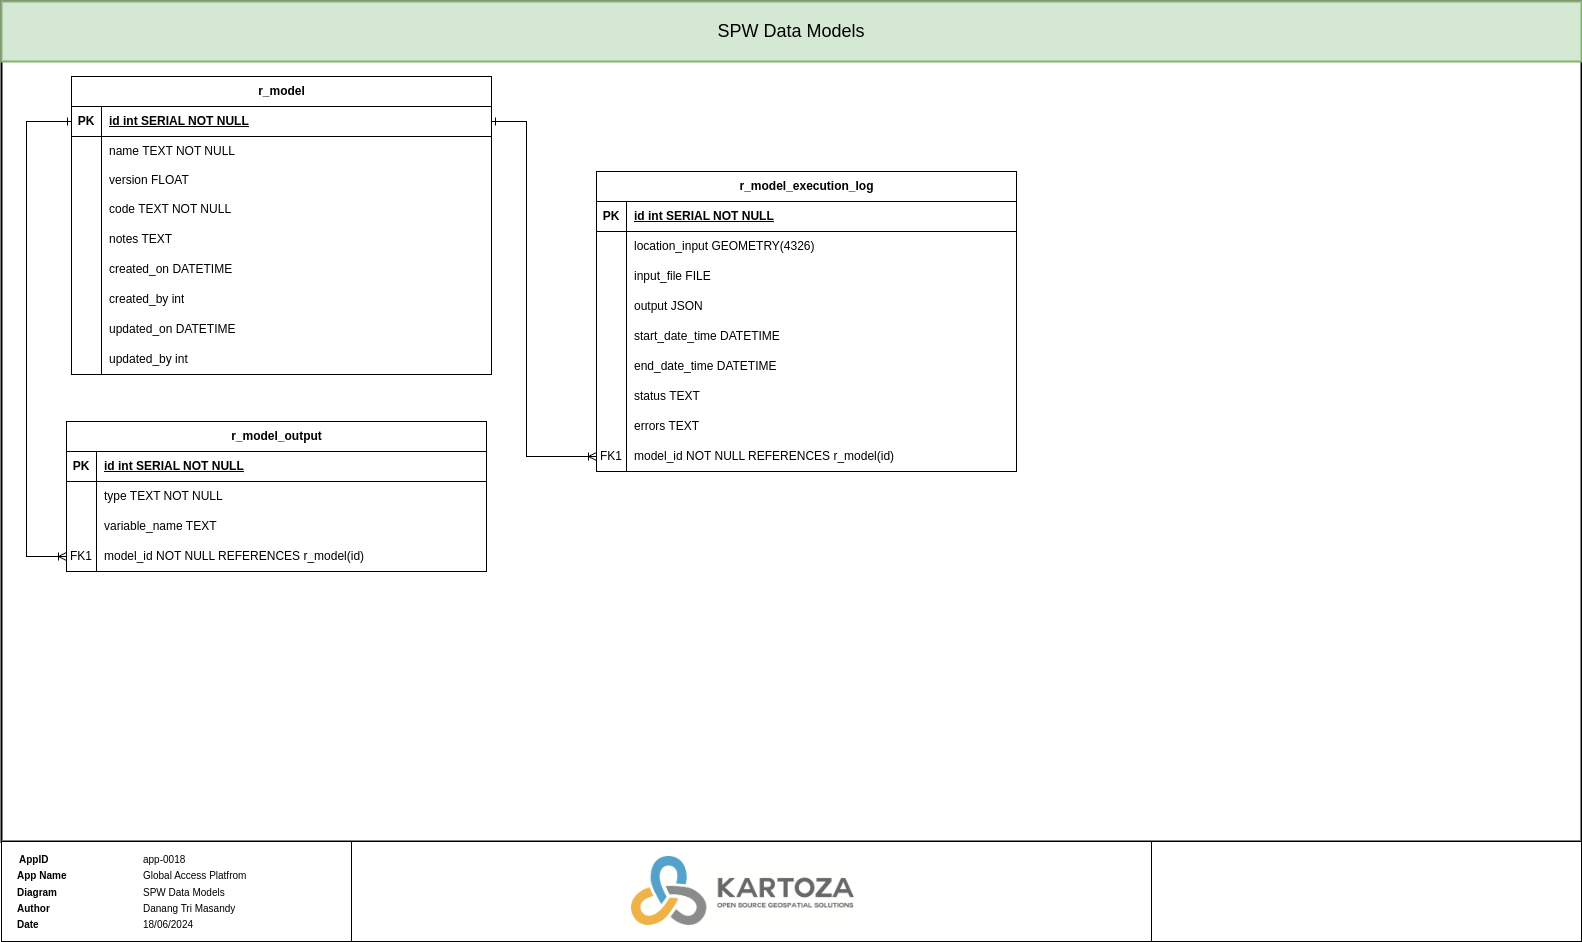 SPW Data Models
r_model
PK id int SERIAL NOT NULL
name TEXT NOT NULL
version FLOAT
code TEXT NOT NULL
notes TEXT
created_on DATETIME
created_by int
updated_on DATETIME
updated_by int
r_model_execution_log
PK id int SERIAL NOT NULL
location_input GEOMETRY(4326)
input_file FILE
output JSON
start_date_time DATETIME
end_date_time DATETIME
status TEXT
errors TEXT
FK1 model_id NOT NULL REFERENCES r_model(id)
r_model_output
PK id int SERIAL NOT NULL
type TEXT NOT NULL
variable_name TEXT
FK1 model_id NOT NULL REFERENCES r_model(id)
AppID app-0018
App Name Global Access Platfrom
Diagram SPW Data Models
Author Danang Tri Masandy
Date 18/06/2024
KARTOZA
OPEN SOURCE GEOSPATIAL SOLUTIONS